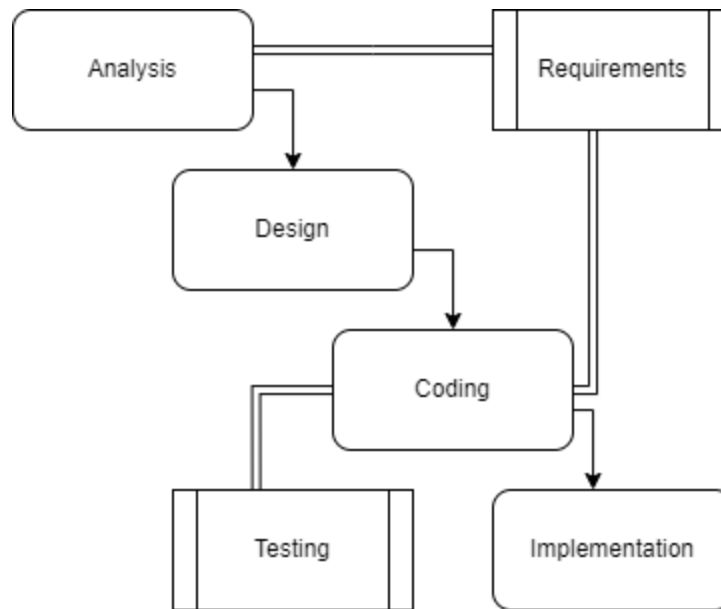 Analysis
Requirements
Design
Coding
Testing
Implementation